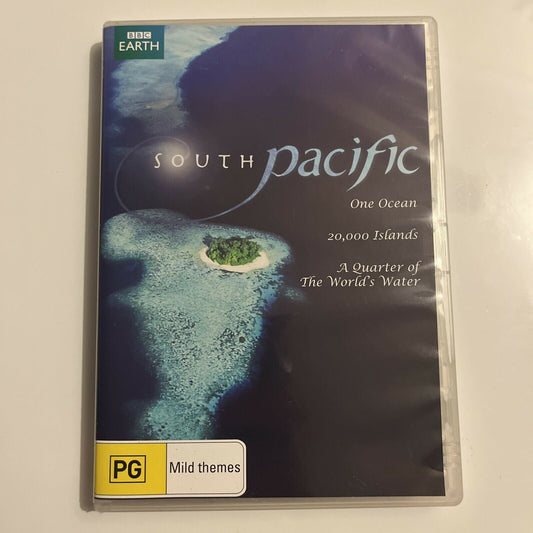 BBC
EARTH
SOUTH pacific
One Ocean
20,000 Islands
A Quarter of
The World's Water
PG
Mild themes